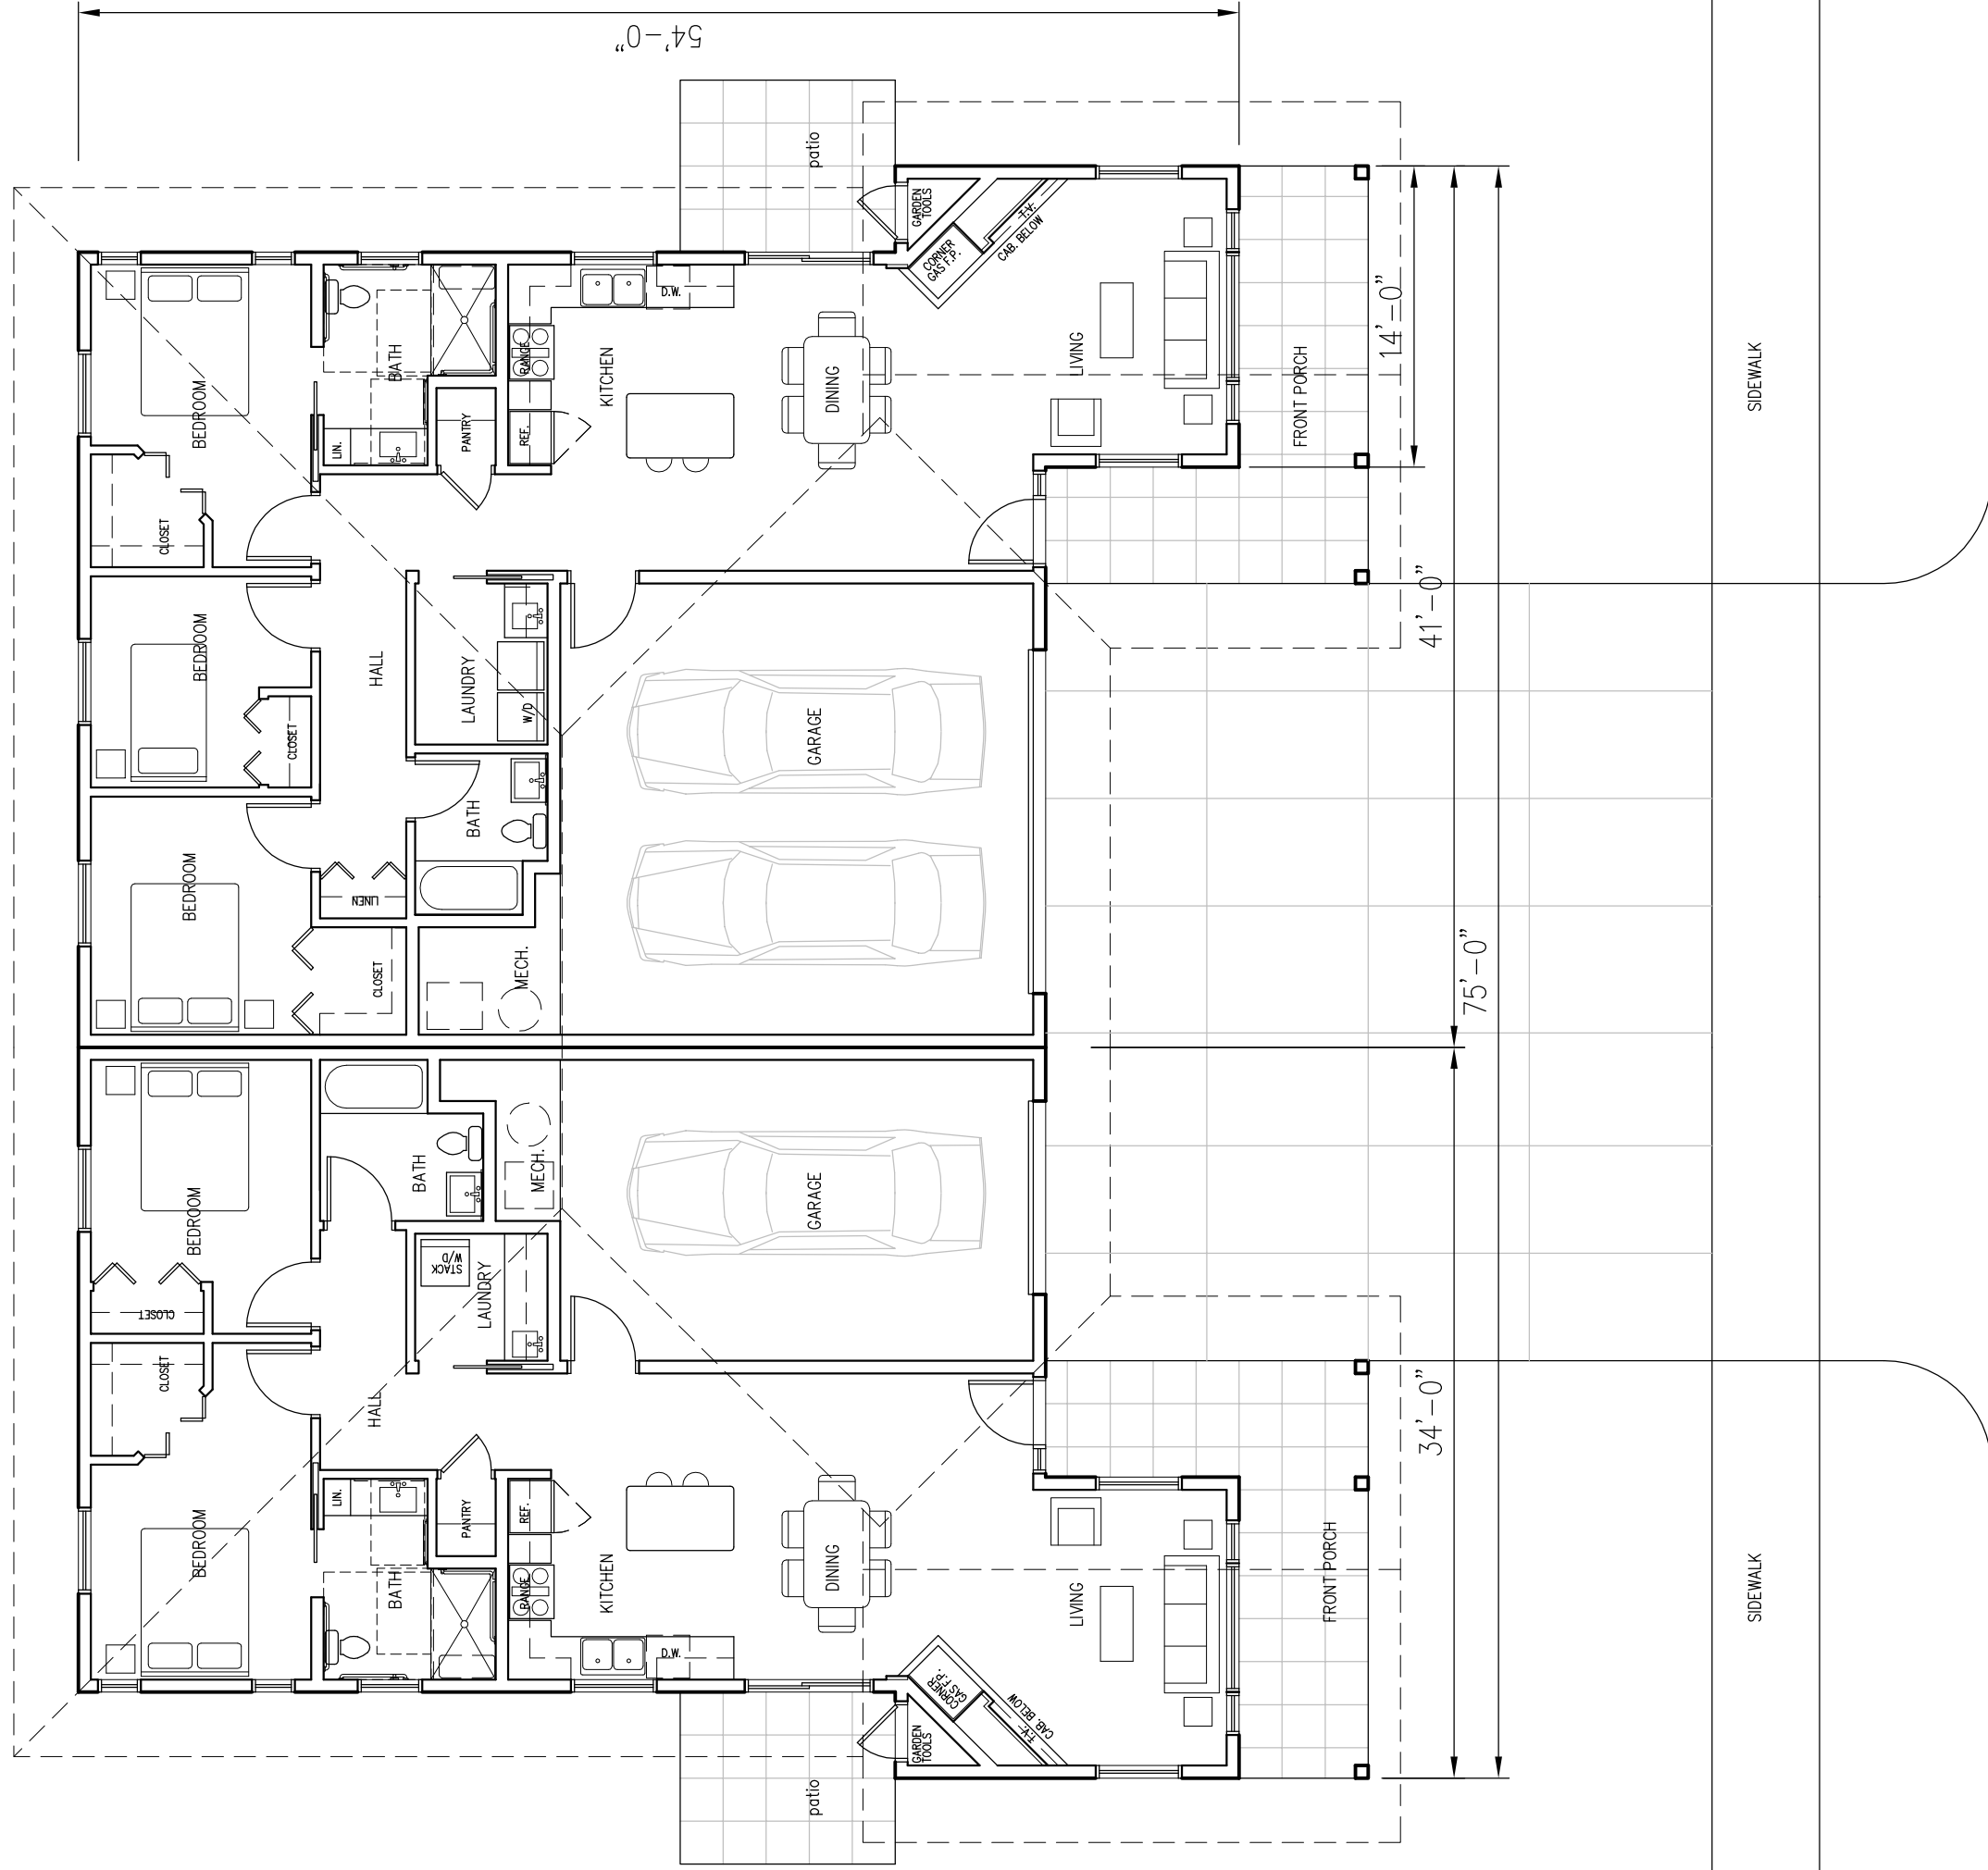 54'-0"
patio
GARDEN
TOOLS
CORNER
GAS F.P.
T.V.
CAB. BELOW
BEDROOM
BATH
LIN.
PANTRY
RANGE
REF.
D.W.
KITCHEN
DINING
LIVING
FRONT PORCH
14'-0"
SIDEWALK
CLOSET
BEDROOM
CLOSET
HALL
LAUNDRY
W/D
GARAGE
41'-0"
75'-0"
BEDROOM
LINEN
CLOSET
BATH
MECH.
BEDROOM
CLOSET
BATH
MECH.
STACK
W/D
LAUNDRY
GARAGE
34'-0"
CLOSET
HALL
BEDROOM
LIN.
BATH
PANTRY
REF.
RANGE
D.W.
KITCHEN
DINING
LIVING
FRONT PORCH
SIDEWALK
CORNER
GAS F.P.
T.V.
CAB. BELOW
GARDEN
TOOLS
patio